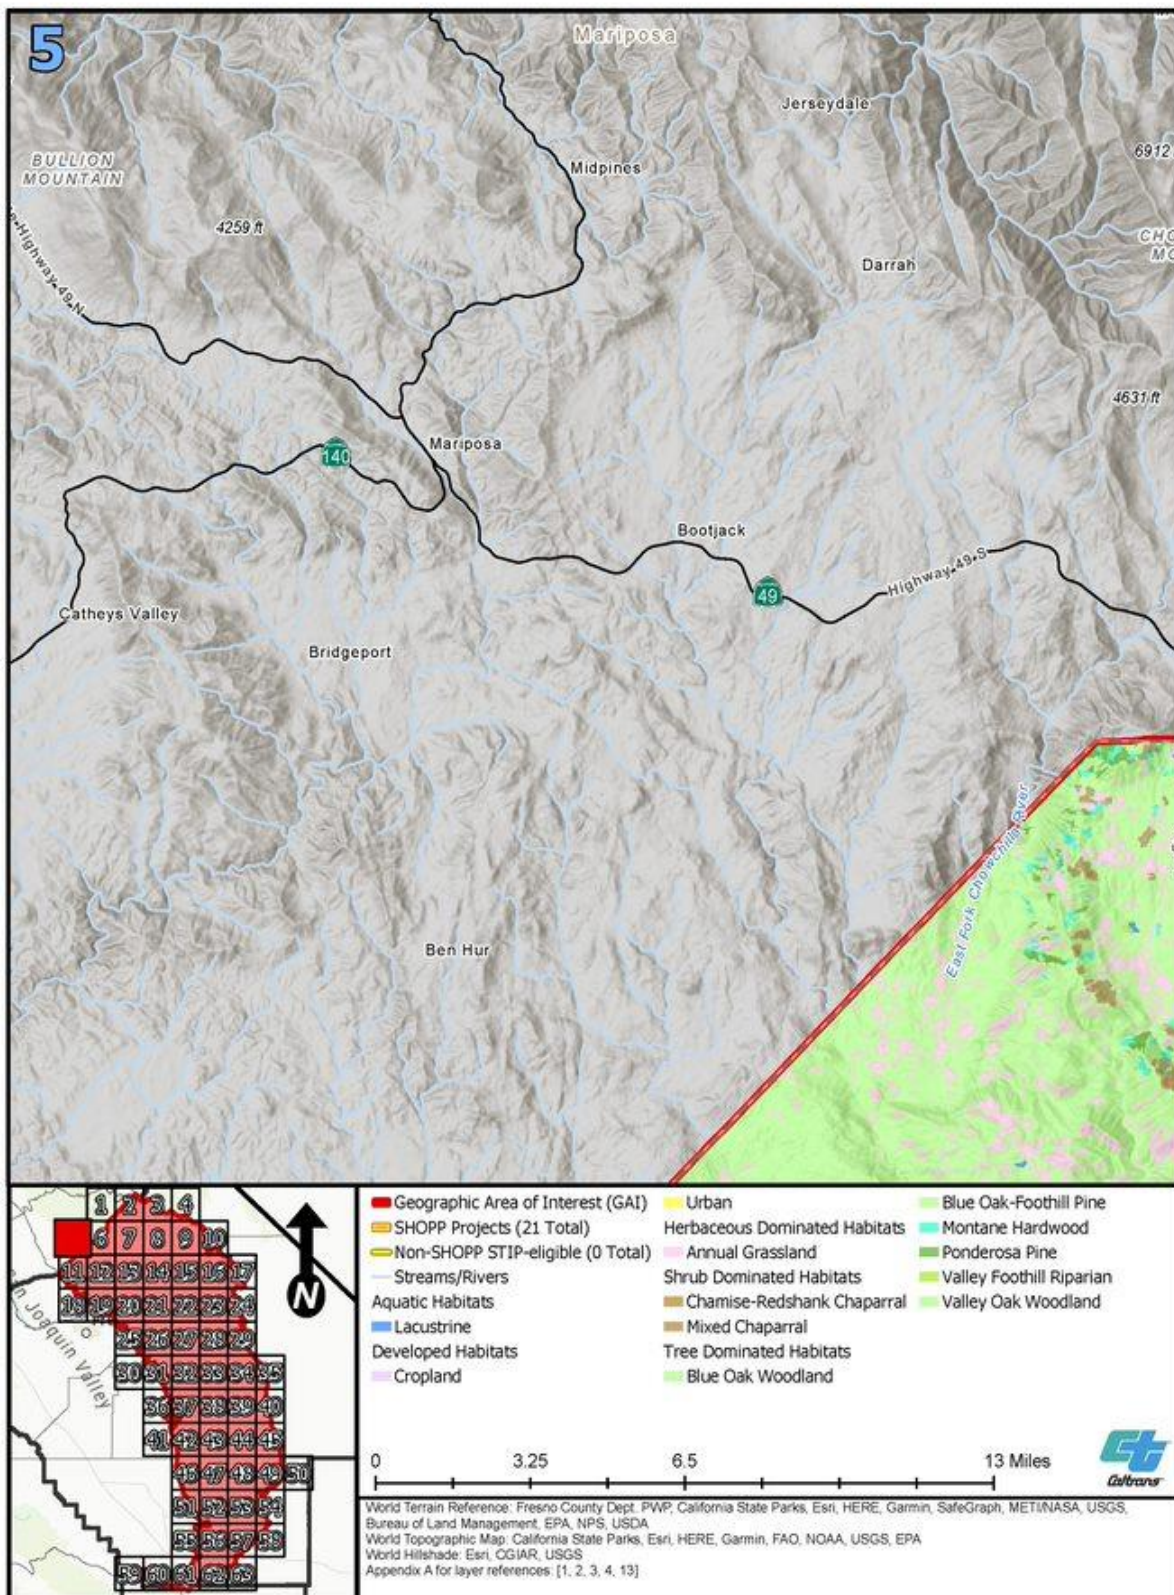 5
Mariposa
Jerseydale
BULLION
MOUNTAIN
Midpines
6912
4259 ft
Highway 49 N
Darrah
4631 ft
Mariposa
140
Bootjack
Highway 49 S
49
Catheys Valley
Bridgeport
East Fork Chowchilla River
Ben Hur
1 2 3 4
6 7 8 9 10
11 12 13 14 15 16 17
18 19 20 21 22 23 24
25 26 27 28 29
30 31 32 33 34 35
36 37 38 39 40
41 42 43 44 45
46 47 48 49 50
51 52 53 54
55 56 57 58
59 60 61 62 63
Joaquin Valley
N
Geographic Area of Interest (GAI)
SHOPP Projects (21 Total)
Non-SHOPP STIP-eligible (0 Total)
Streams/Rivers
Aquatic Habitats
Lacustrine
Developed Habitats
Cropland
Urban
Herbaceous Dominated Habitats
Annual Grassland
Shrub Dominated Habitats
Chamise-Redshank Chaparral
Mixed Chaparral
Tree Dominated Habitats
Blue Oak Woodland
Blue Oak-Foothill Pine
Montane Hardwood
Ponderosa Pine
Valley Foothill Riparian
Valley Oak Woodland
0 3.25 6.5 13 Miles
Caltrans
World Terrain Reference: Fresno County Dept. PWP, California State Parks, Esri, HERE, Garmin, SafeGraph, METI/NASA, USGS,
Bureau of Land Management, EPA, NPS, USDA
World Topographic Map: California State Parks, Esri, HERE, Garmin, FAO, NOAA, USGS, EPA
World Hillshade: Esri, CGIAR, USGS
Appendix A for layer references: [1, 2, 3, 4, 13]